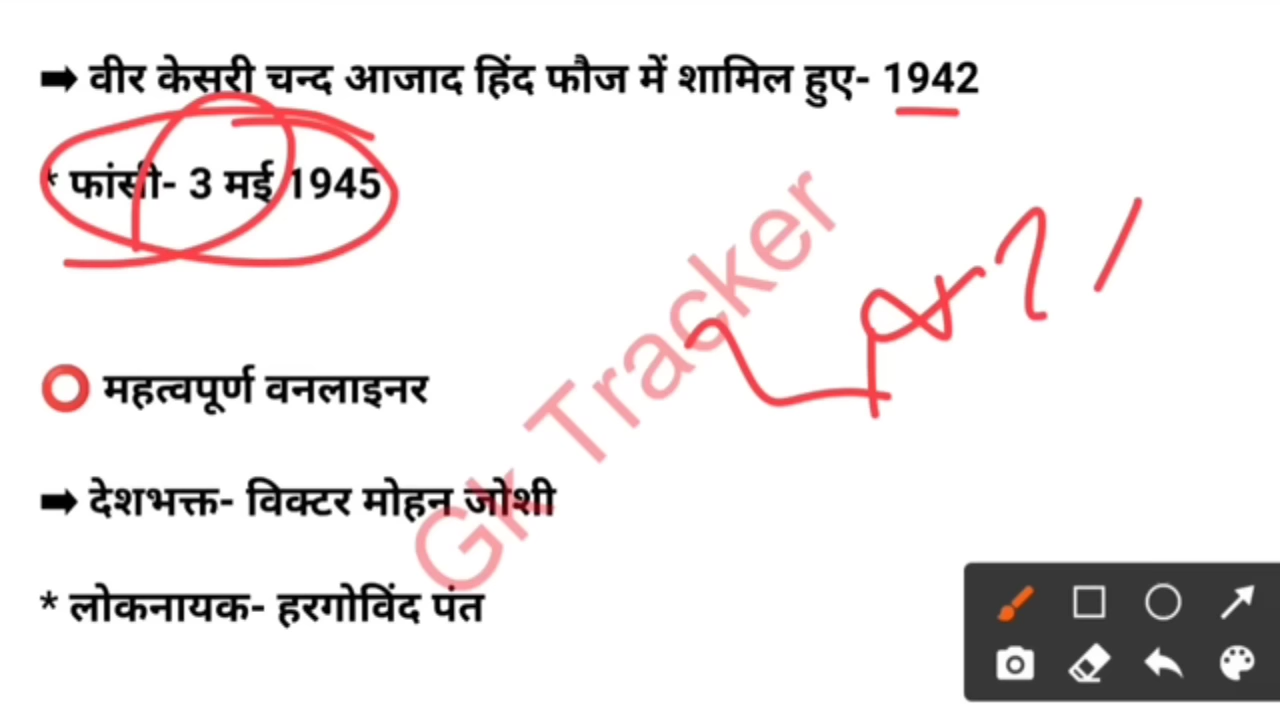 ➡ वीर केसरी चन्द आजाद हिंद फौज में शामिल हुए- 1942
* फांसी- 3 मई 1945
⭕ महत्वपूर्ण वनलाइनर
➡ देशभक्त- विक्टर मोहन जोशी
* लोकनायक- हरगोविंद पंत
Gk Tracker